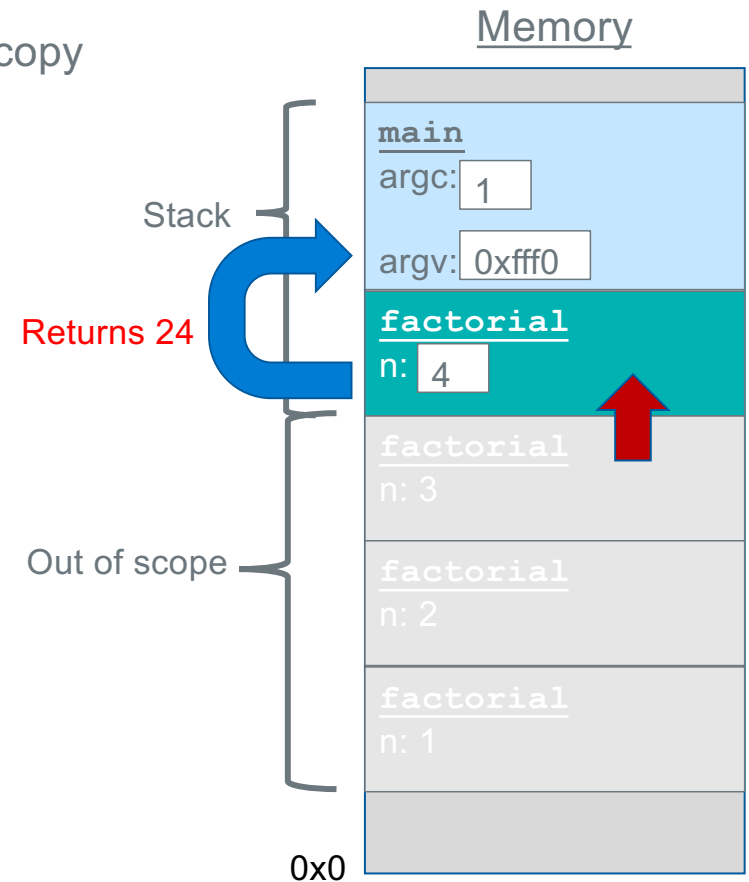 copy
Memory
main
argc: 1
Stack
argv: 0xfff0
Returns 24
factorial
n: 4
factorial
n: 3
Out of scope
factorial
n: 2
factorial
n: 1
0x0